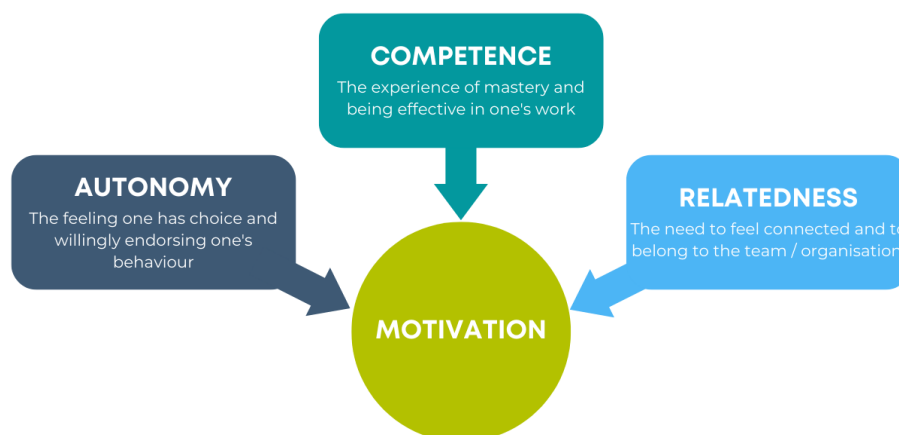 COMPETENCE
The experience of mastery and
being effective in one's work
AUTONOMY
The feeling one has choice and
willingly endorsing one's
behaviour
RELATEDNESS
The need to feel connected and to
belong to the team / organisation
MOTIVATION